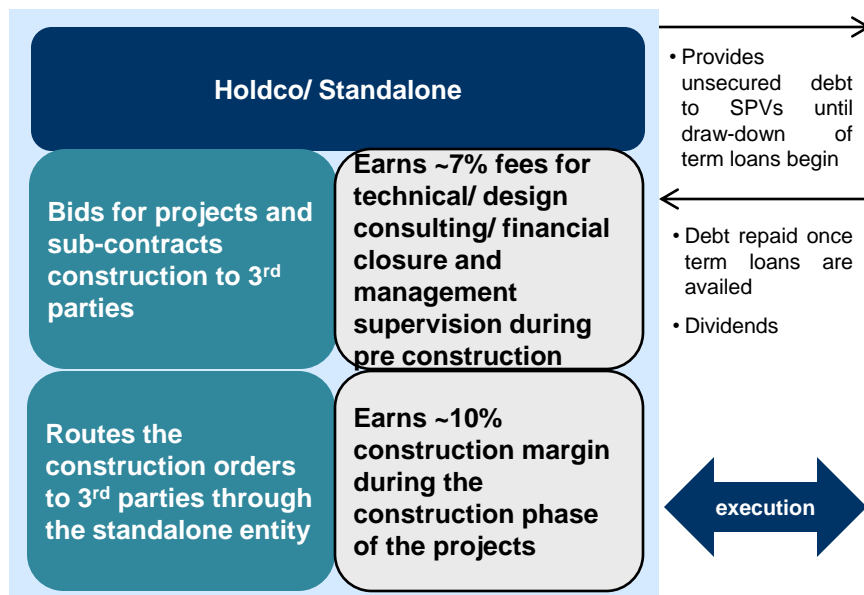 Holdco/ Standalone
Bids for projects and
sub-contracts
construction to 3rd
parties
Earns ~7% fees for
technical/ design
consulting/ financial
closure and
management
supervision during
pre construction
Routes the
construction orders
to 3rd parties through
the standalone entity
Earns ~10%
construction margin
during the
construction phase
of the projects
• Provides
unsecured debt
to SPVs until
draw-down of
term loans begin
• Debt repaid once
term loans are
availed
• Dividends
execution